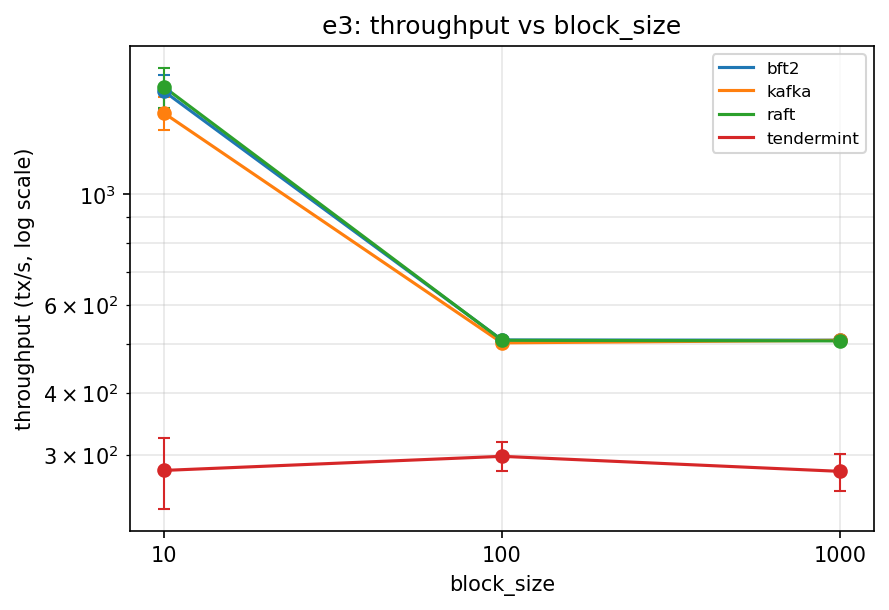 e3: throughput vs block_size
bft2
kafka
raft
tendermint
throughput (tx/s, log scale)
10³
6 × 10²
4 × 10²
3 × 10²
10
100
1000
block_size